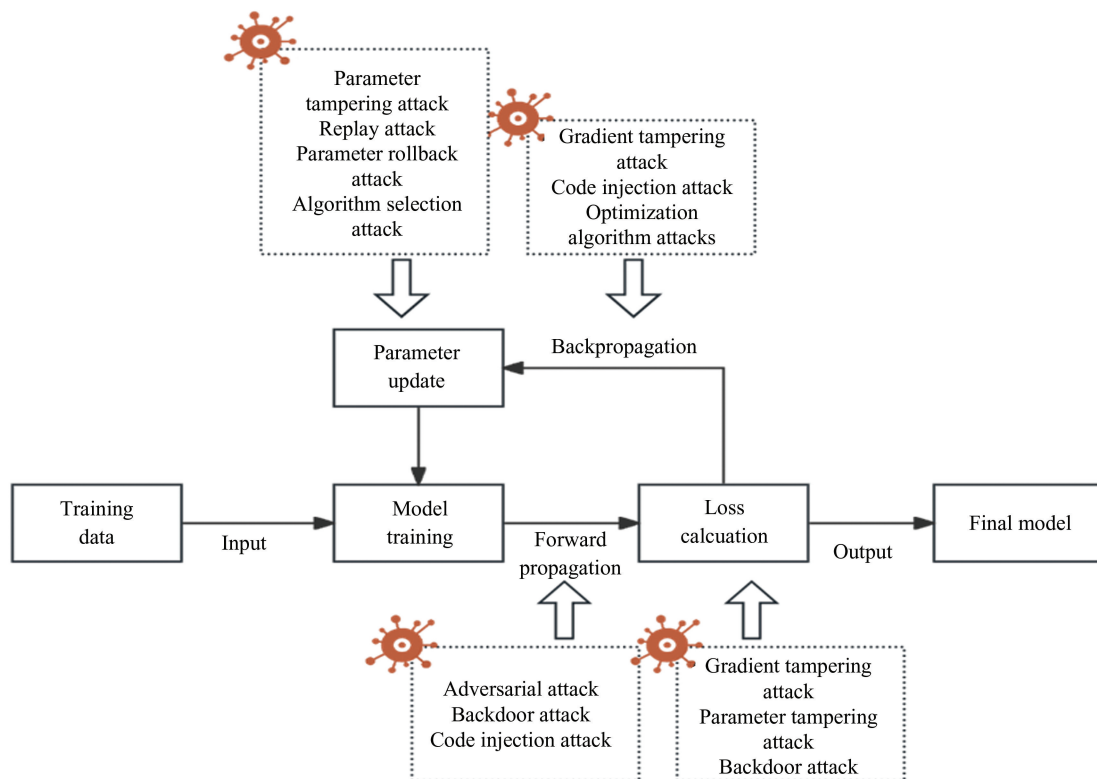 Parameter
tampering attack
Replay attack
Parameter rollback
attack
Algorithm selection
attack
Gradient tampering
attack
Code injection attack
Optimization
algorithm attacks
Parameter
update
Backpropagation
Training
data
Input
Model
training
Forward
propagation
Loss
calcuation
Output
Final model
Adversarial attack
Backdoor attack
Code injection attack
Gradient tampering
attack
Parameter tampering
attack
Backdoor attack